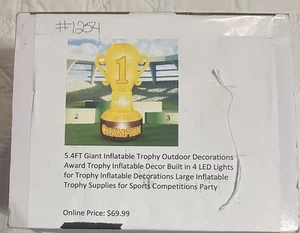 #1204
1
2
3
CHAMPION
5.4FT Giant Inflatable Trophy Outdoor Decorations
Award Trophy Inflatable Decor Built in 4 LED Lights
for Trophy Inflatable Decorations Large Inflatable
Trophy Supplies for Sports Competitions Party
Online Price: $69.99